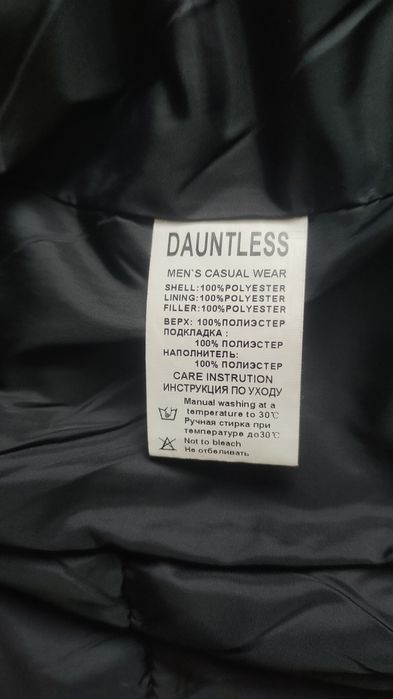 DAUNTLESS
MEN`S CASUAL WEAR
SHELL:100%POLYESTER
LINING:100%POLYESTER
FILLER:100%POLYESTER
ВЕРХ: 100%ПОЛИЭСТЕР
ПОДКЛАДКА :
100% ПОЛИЭСТЕР
НАПОЛНИТЕЛЬ:
100% ПОЛИЭСТЕР
CARE INSTRUTION
ИНСТРУКЦИЯ ПО УХОДУ
Manual washing at a
temperature to 30℃
Ручная стирка при
температуре до30℃
Not to bleach
Не отбеливать